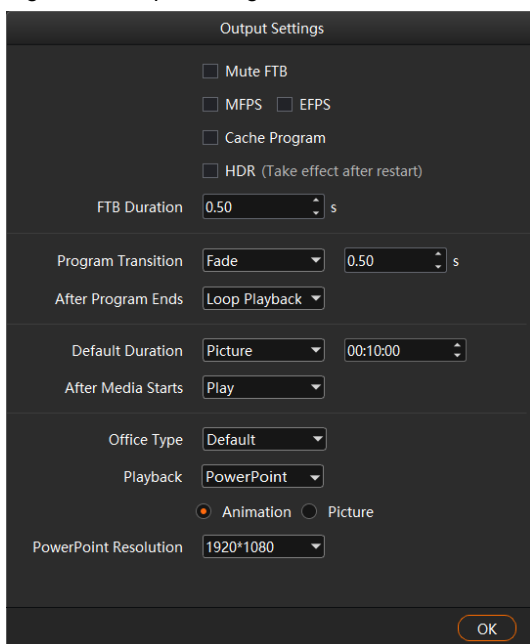 Output Settings
Mute FTB
MFPS EFPS
Cache Program
HDR (Take effect after restart)
FTB Duration 0.50 s
Program Transition Fade 0.50 s
After Program Ends Loop Playback
Default Duration Picture 00:10:00
After Media Starts Play
Office Type Default
Playback PowerPoint
Animation Picture
PowerPoint Resolution 1920*1080
OK